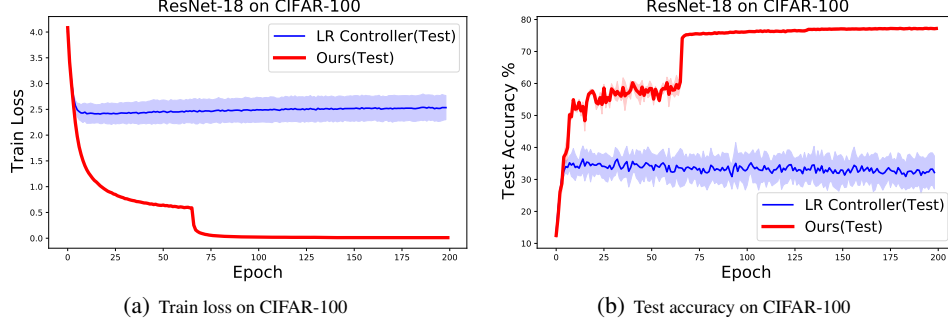 ResNet-18 on CIFAR-100
4.0
3.5
3.0
2.5
2.0
1.5
1.0
0.5
0.0
Train Loss
LR Controller(Test)
Ours(Test)
0 25 50 75 100 125 150 175 200
Epoch
(a) Train loss on CIFAR-100
ResNet-18 on CIFAR-100
80
70
60
50
40
30
20
10
Test Accuracy %
LR Controller(Test)
Ours(Test)
0 25 50 75 100 125 150 175 200
Epoch
(b) Test accuracy on CIFAR-100